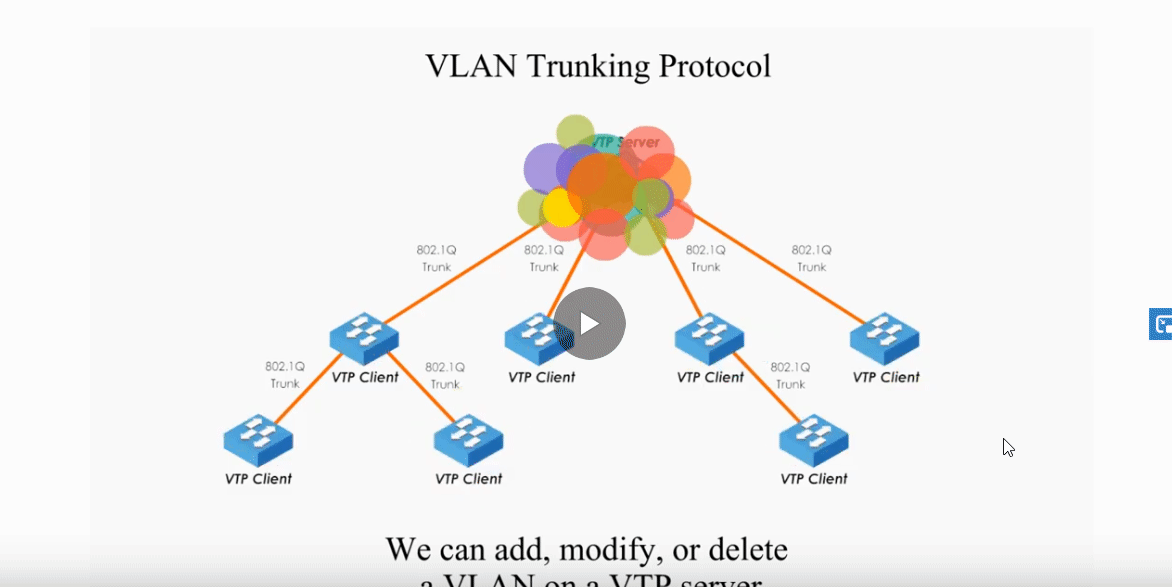 VLAN Trunking Protocol
VTP Server
802.1Q
Trunk
802.1Q
Trunk
802.1Q
Trunk
802.1Q
Trunk
VTP Client
VTP Client
VTP Client
VTP Client
802.1Q
Trunk
802.1Q
Trunk
802.1Q
Trunk
VTP Client
VTP Client
VTP Client
We can add, modify, or delete
a VLAN on a VTP server